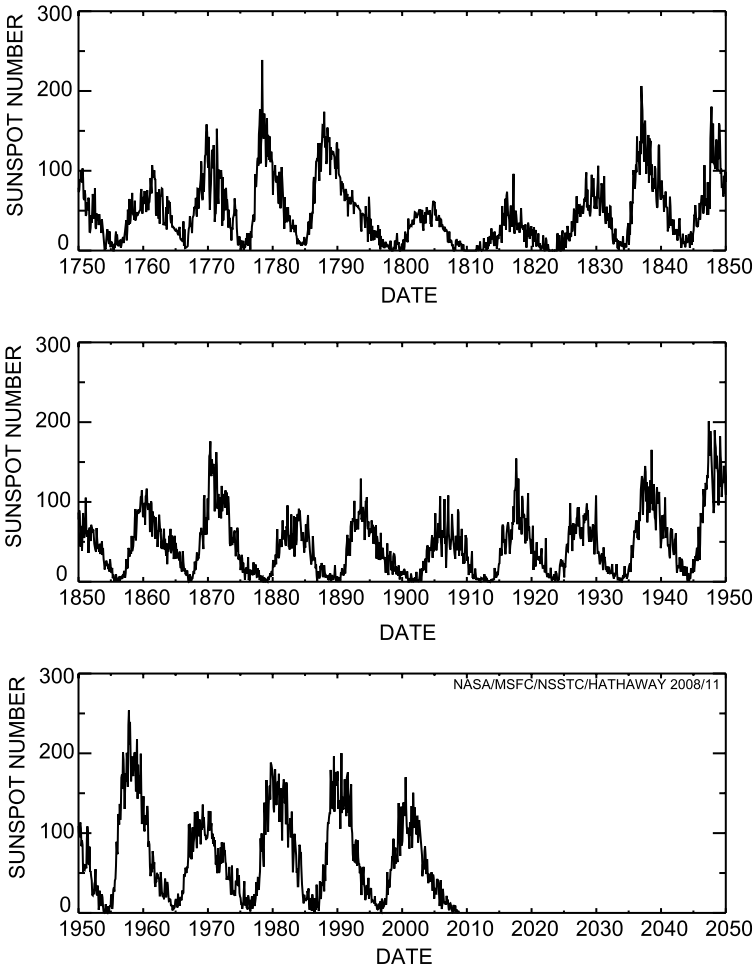 300
200
100
0
SUNSPOT NUMBER
1750 1760 1770 1780 1790 1800 1810 1820 1830 1840 1850
DATE
300
200
100
0
SUNSPOT NUMBER
1850 1860 1870 1880 1890 1900 1910 1920 1930 1940 1950
DATE
NASA/MSFC/NSSTC/HATHAWAY 2008/11
300
200
100
0
SUNSPOT NUMBER
1950 1960 1970 1980 1990 2000 2010 2020 2030 2040 2050
DATE